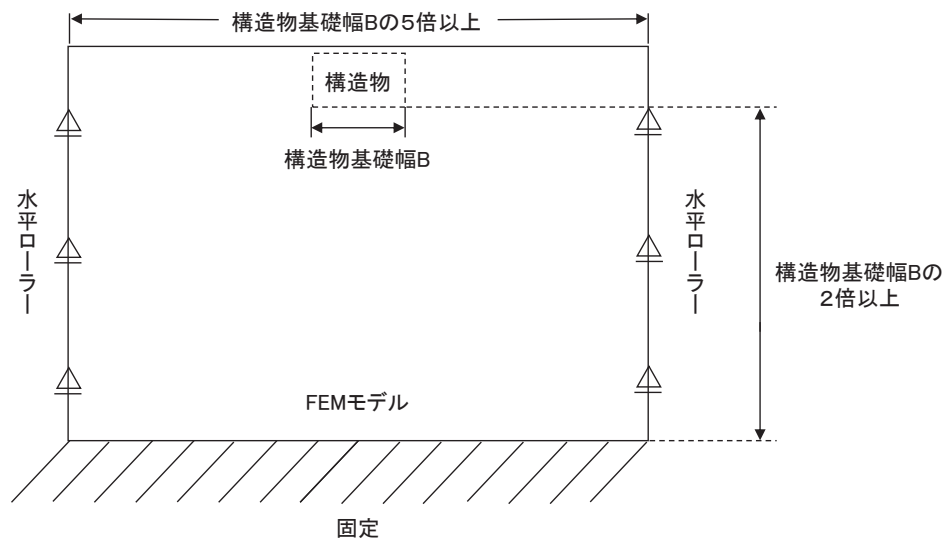 構造物基礎幅Bの5倍以上
構造物
構造物基礎幅B
水平ローラー
水平ローラー
構造物基礎幅Bの
2倍以上
FEMモデル
固定